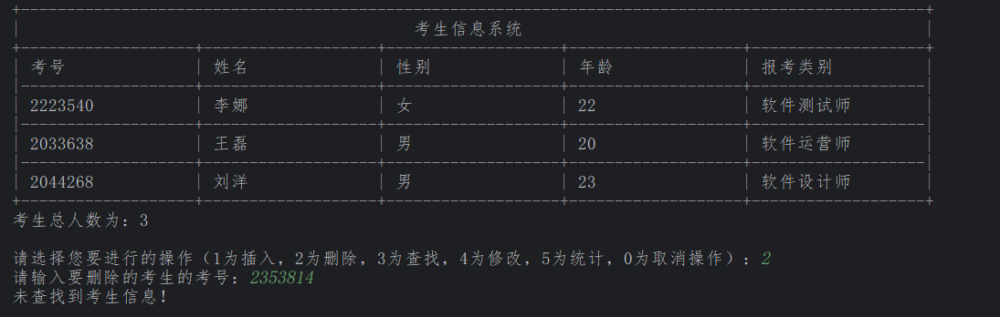 考生信息系统
考号 姓名 性别 年龄 报考类别
2223540 李娜 女 22 软件测试师
2033638 王磊 男 20 软件运营师
2044268 刘洋 男 23 软件设计师
考生总人数为：3
请选择您要进行的操作（1为插入，2为删除，3为查找，4为修改，5为统计，0为取消操作）：2
请输入要删除的考生的考号：2353814
未查找到考生信息！